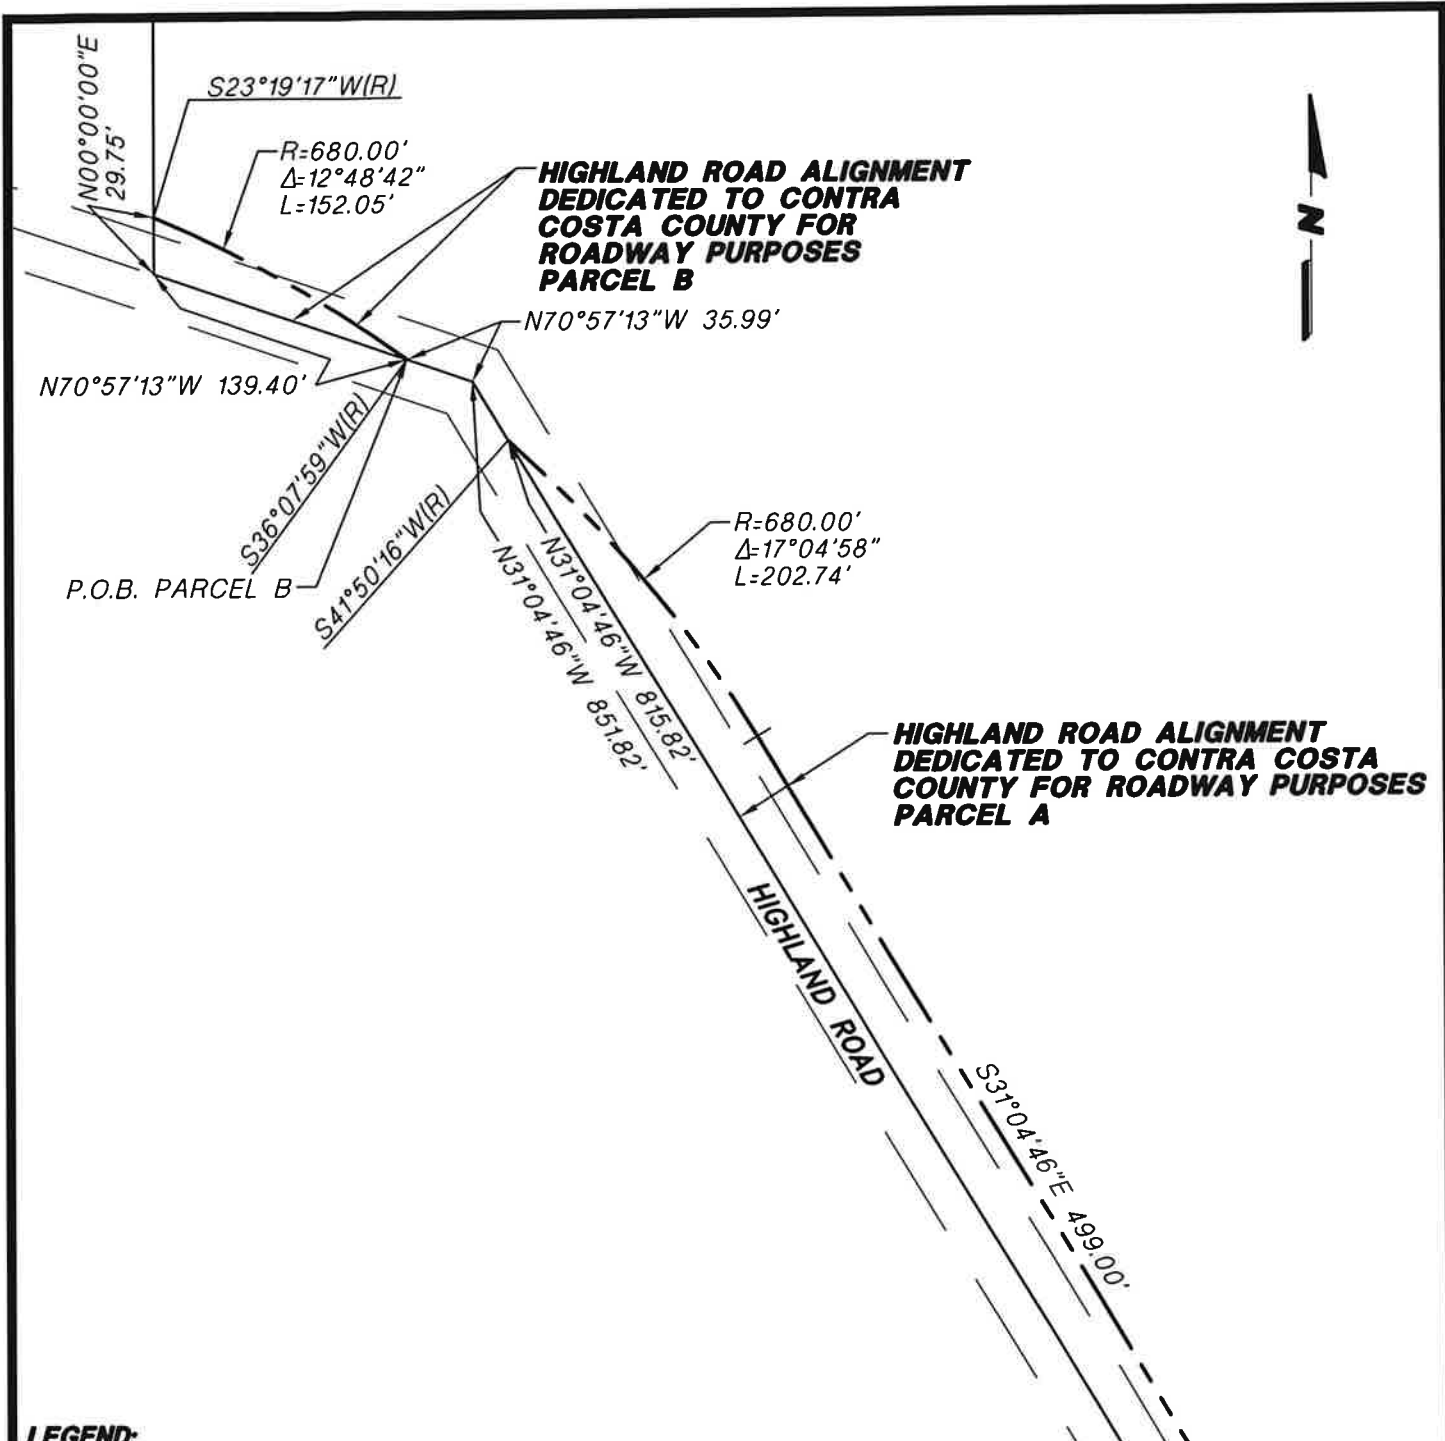 N00°00'00"E
29.75'
S23°19'17"W(R)
R=680.00'
Δ=12°48'42"
L=152.05'
HIGHLAND ROAD ALIGNMENT
DEDICATED TO CONTRA
COSTA COUNTY FOR
ROADWAY PURPOSES
PARCEL B
N
N70°57'13"W 35.99'
N70°57'13"W 139.40'
S36°07'59"W(R)
S41°50'16"W(R)
P.O.B. PARCEL B
R=680.00'
Δ=17°04'58"
L=202.74'
N31°04'46"W 815.82'
N31°04'46"W 851.82'
HIGHLAND ROAD ALIGNMENT
DEDICATED TO CONTRA COSTA
COUNTY FOR ROADWAY PURPOSES
PARCEL A
HIGHLAND ROAD
S31°04'46"E 499.00'
LEGEND: